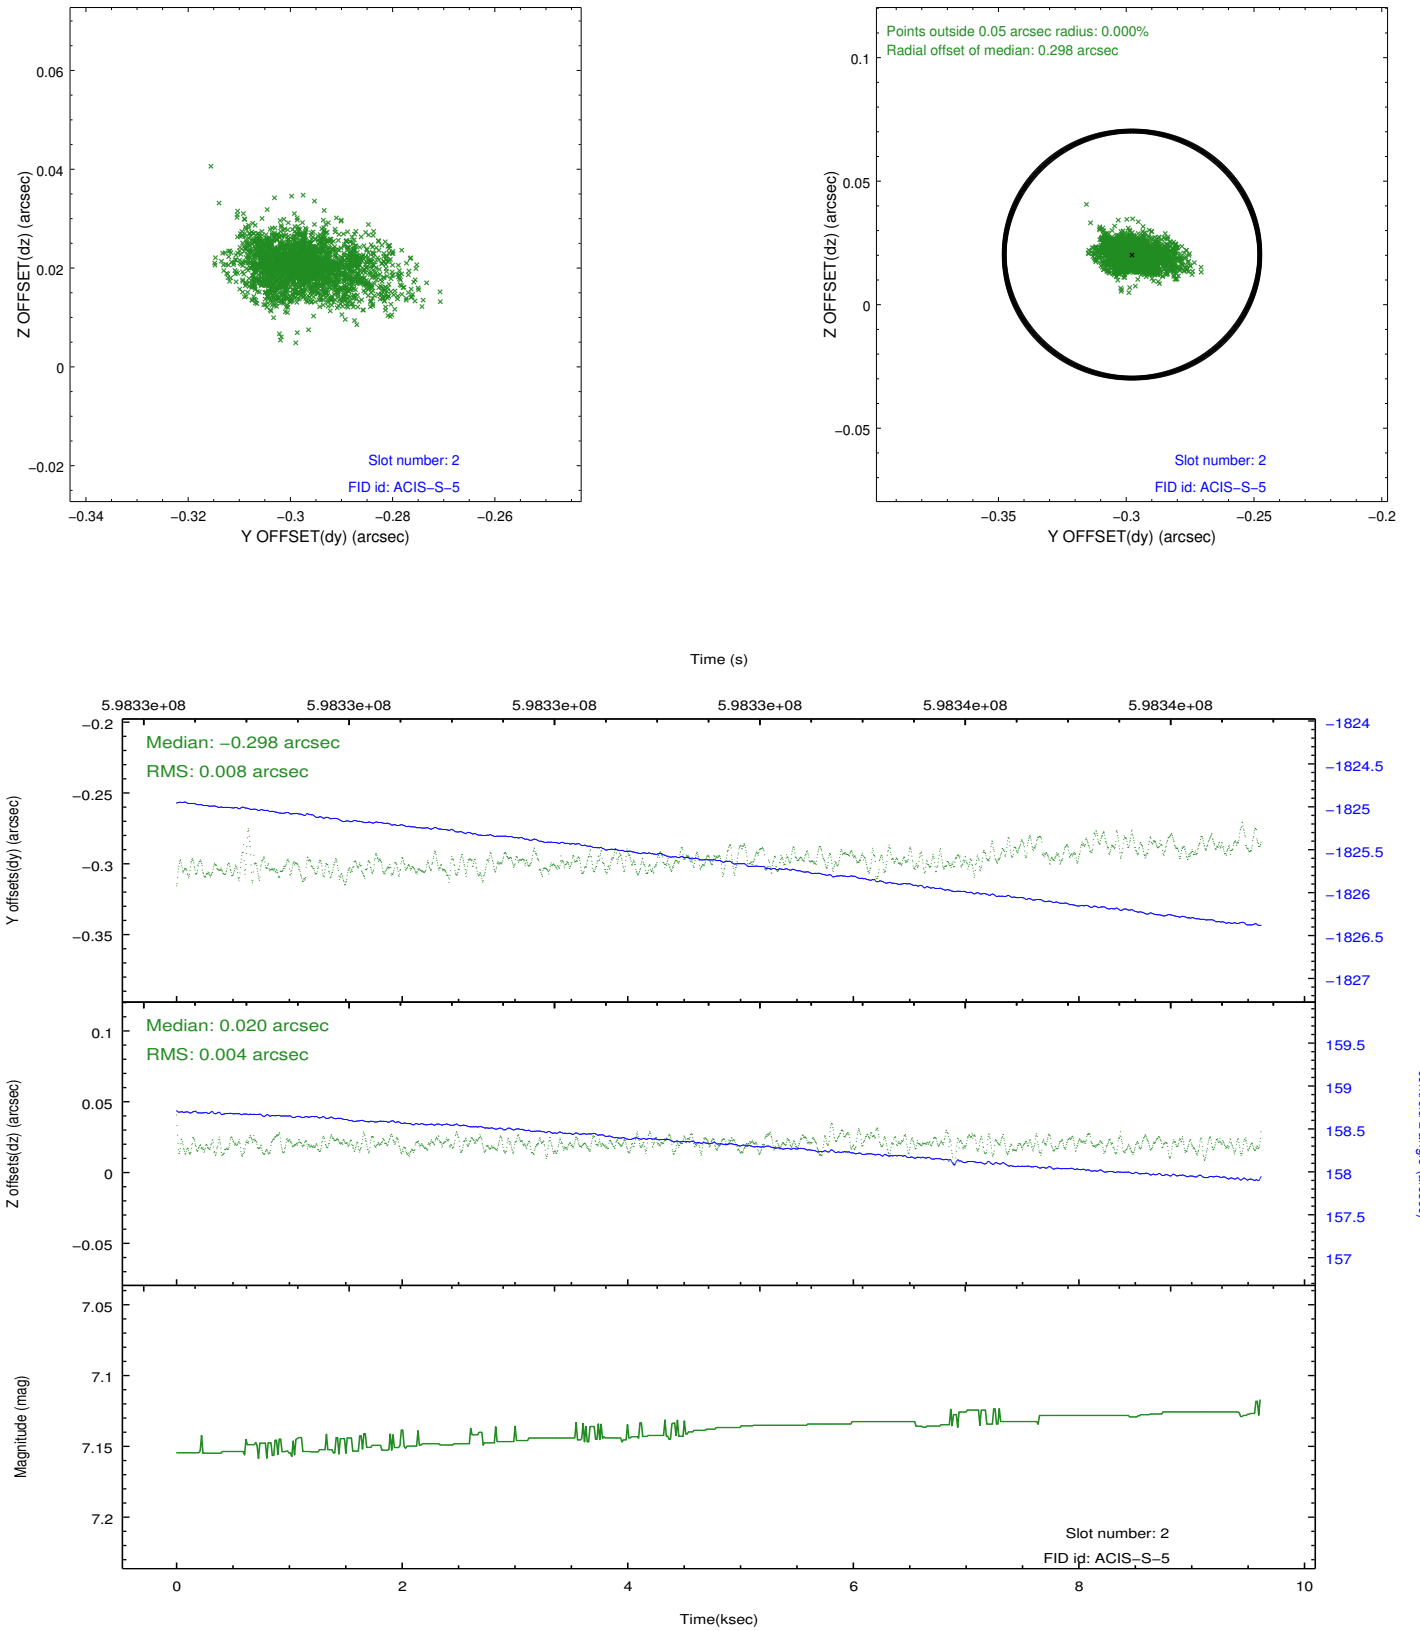 0.06
0.04
0.02
0
−0.02
Z OFFSET(dz) (arcsec)
−0.34
−0.32
−0.3
−0.28
−0.26
Y OFFSET(dy) (arcsec)
Slot number: 2
FID id: ACIS−S−5
Points outside 0.05 arcsec radius: 0.000%
Radial offset of median: 0.298 arcsec
0.1
0.05
0
−0.05
Z OFFSET(dz) (arcsec)
−0.35
−0.3
−0.25
−0.2
Y OFFSET(dy) (arcsec)
Slot number: 2
FID id: ACIS−S−5
Time (s)
5.9833e+08
5.9833e+08
5.9833e+08
5.9833e+08
5.9834e+08
5.9834e+08
−0.2
−0.25
−0.3
−0.35
Y offsets(dy) (arcsec)
Median: −0.298 arcsec
RMS: 0.008 arcsec
−1824
−1824.5
−1825
−1825.5
−1826
−1826.5
−1827
0.1
0.05
0
−0.05
Z offsets(dz) (arcsec)
Median: 0.020 arcsec
RMS: 0.004 arcsec
159.5
159
158.5
158
157.5
157
7.05
7.1
7.15
7.2
Magnitude (mag)
Slot number: 2
FID id: ACIS−S−5
0
2
4
6
8
10
Time(ksec)